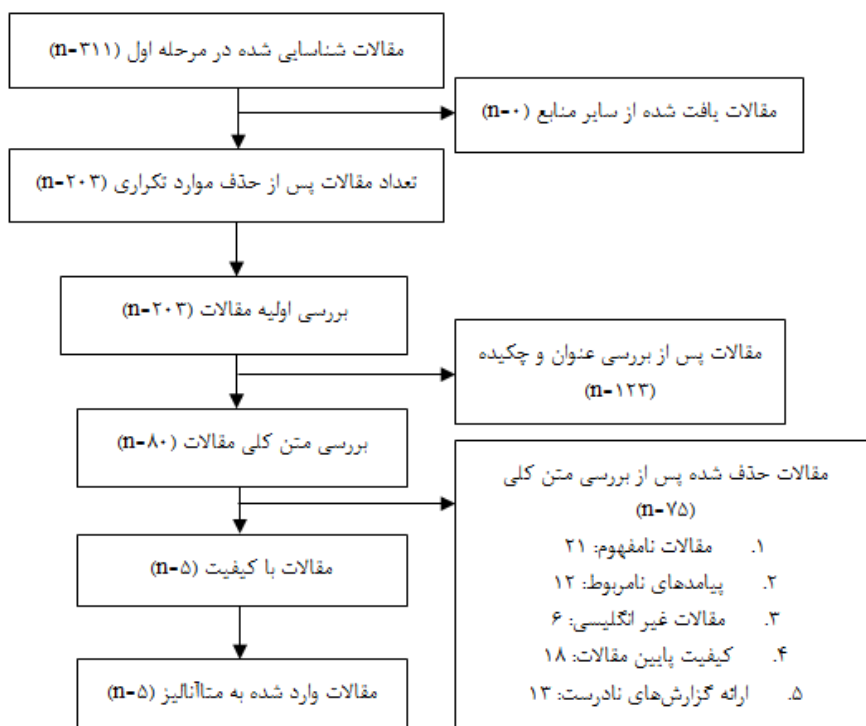 مقالات شناسایی شده در مرحله اول (n=۳۱۱)
مقالات یافت شده از سایر منابع (n=۰)
تعداد مقالات پس از حذف موارد تکراری (n=۲۰۳)
بررسی اولیه مقالات (n=۲۰۳)
مقالات پس از بررسی عنوان و چکیده
(n=۱۲۳)
بررسی متن کلی مقالات (n=۸۰)
مقالات حذف شده پس از بررسی متن کلی
(n=۷۵)
۱. مقالات نامفهوم: ۲۱
۲. پیامدهای نامربوط: ۱۲
۳. مقالات غیر انگلیسی: ۶
۴. کیفیت پایین مقالات: ۱۸
۵. ارائه گزارش‌های نادرست: ۱۳
مقالات با کیفیت (n=۵)
مقالات وارد شده به متاآنالیز (n=۵)